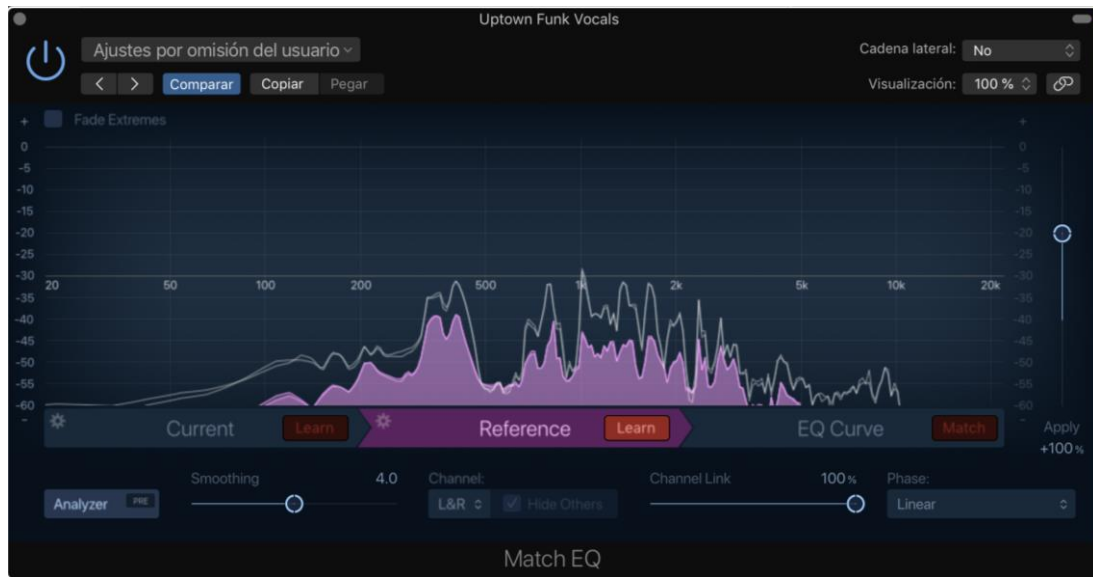 Uptown Funk Vocals
Ajustes por omisión del usuario
Cadena lateral: No
Comparar Copiar Pegar
Visualización: 100 %
+ Fade Extremes +
0 0
-5 -5
-10 -10
-15 -15
-20 -20
-25 -25
-30 20 50 100 200 500 1k 2k 5k 10k 20k -30
-35 -35
-40 -40
-45 -45
-50 -50
-55 -55
-60 -60
- -
Current Learn Reference Learn EQ Curve Match Apply
+100 %
Smoothing 4.0 Channel: Channel Link 100 % Phase:
Analyzer PRE L&R Hide Others Linear
Match EQ